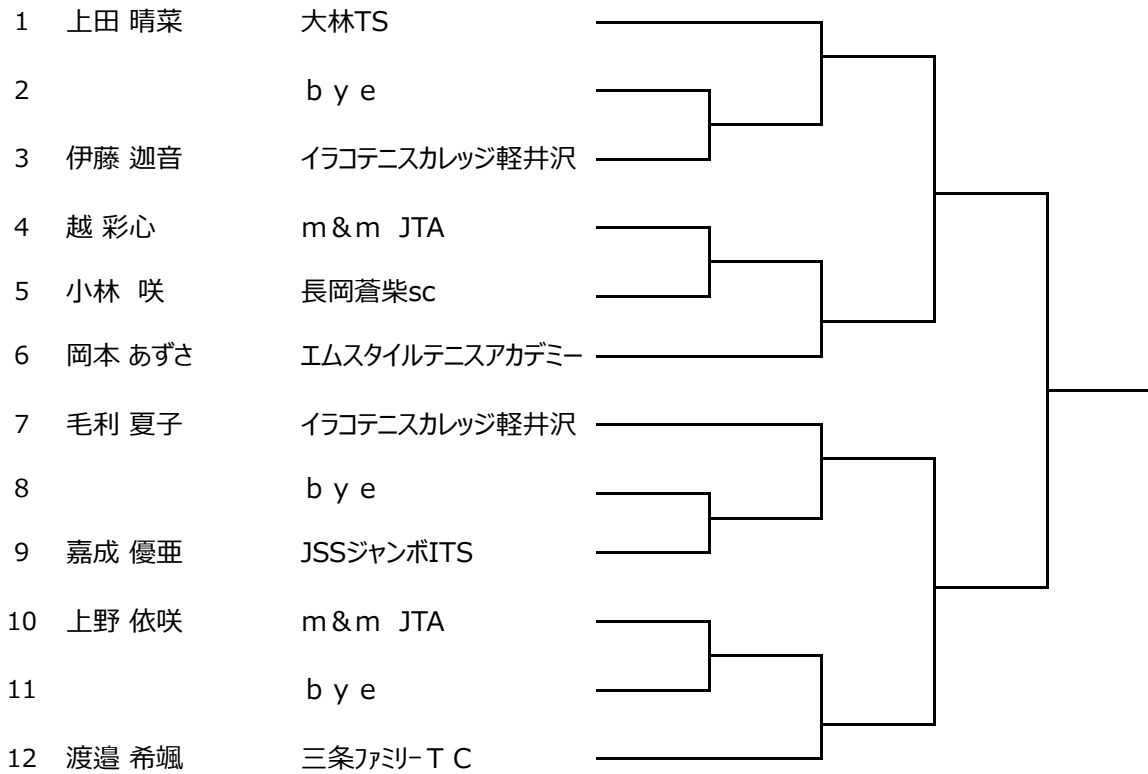 1 上田 晴菜 大林TS
2 ｂｙｅ
3 伊藤 迦音 イラコテニスカレッジ軽井沢
4 越 彩心 ｍ＆ｍ JTA
5 小林 咲 長岡蒼柴sc
6 岡本 あずさ エムスタイルテニスアカデミー
7 毛利 夏子 イラコテニスカレッジ軽井沢
8 ｂｙｅ
9 嘉成 優亜 JSSジャンボITS
10 上野 依咲 ｍ＆ｍ JTA
11 ｂｙｅ
12 渡邉 希颯 三条ファミリーＴＣ